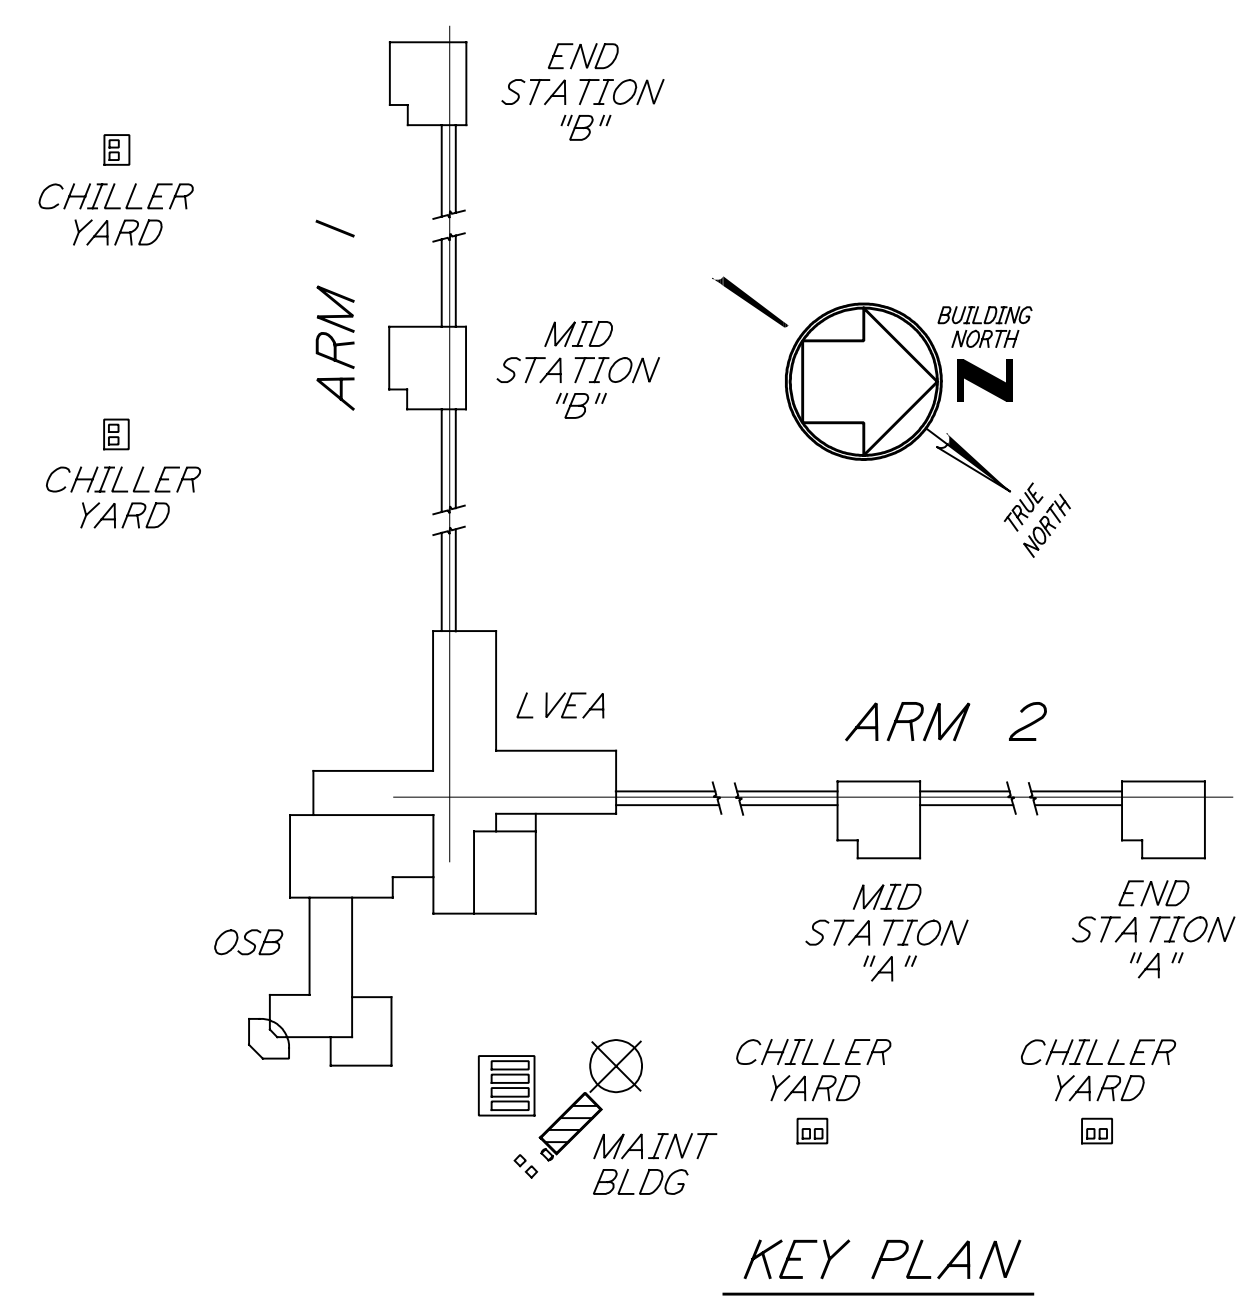 END
STATION
"B"
CHILLER
YARD
ARM 1
BUILDING
NORTH
N
MID
STATION
"B"
CHILLER
YARD
TRUE
NORTH
LVEA
ARM 2
MID
STATION
"A"
END
STATION
"A"
OSB
CHILLER
YARD
CHILLER
YARD
MAINT
BLDG
KEY PLAN